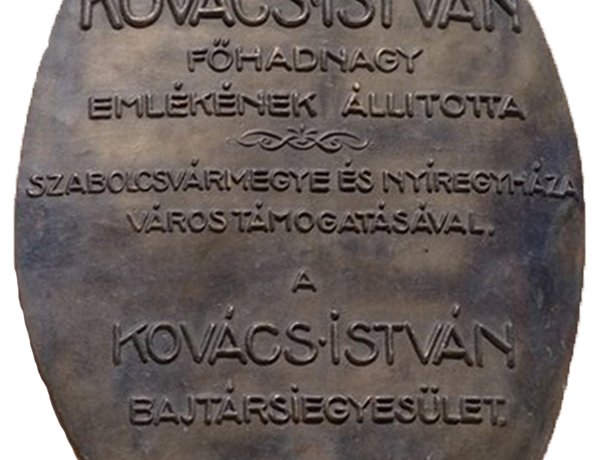 KOVÁCS·ISTVÁN
FŐHADNAGY
EMLÉKÉNEK ÁLLITOTTA
SZABOLCSVÁRMEGYE ÉS NYÍREGYHÁZA
VÁROS TÁMOGATÁSÁVAL.
A
KOVÁCS·ISTVÁN
BAJTÁRSIEGYESÜLET.